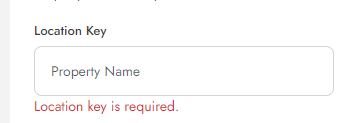 Location Key
Property Name
Location key is required.